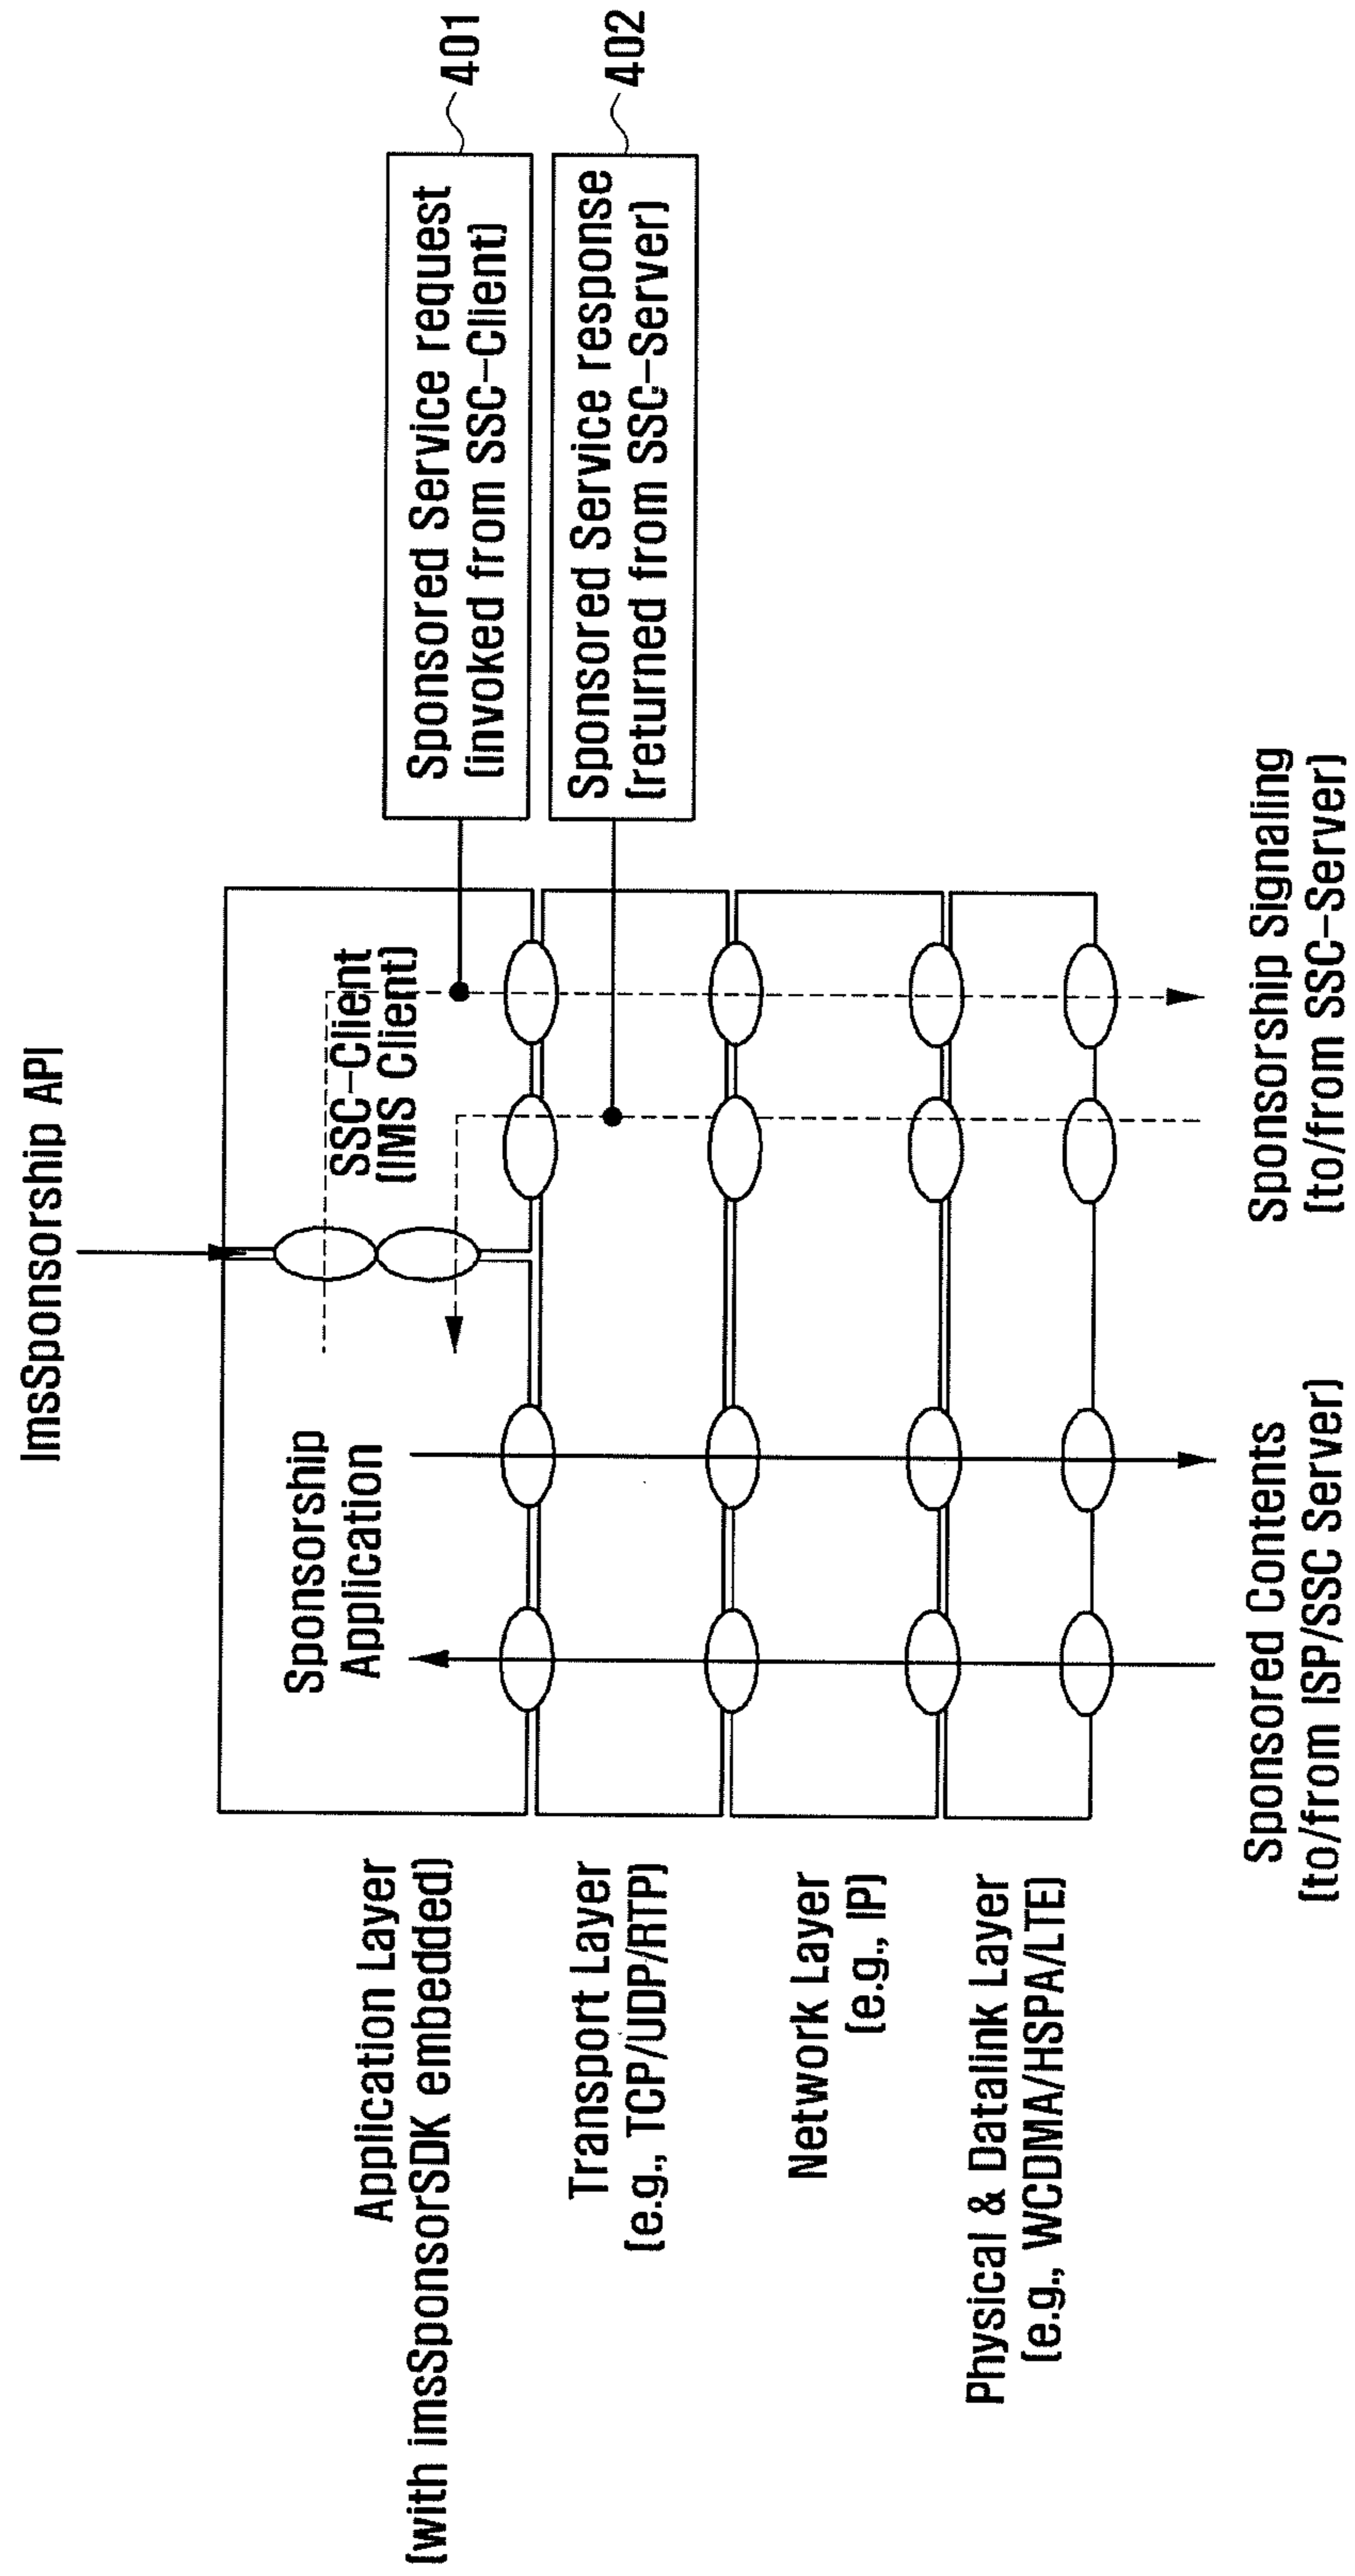 ImsSponsorship API
Application Layer
(with imsSponsorSDK embedded)
Sponsorship
Application
SSC-Client
(IMS Client)
Sponsored Service request
(invoked from SSC-Client)
401
Transport Layer
(e.g., TCP/UDP/RTP)
Sponsored Service response
(returned from SSC-Server)
402
Network Layer
(e.g., IP)
Physical & Datalink Layer
(e.g., WCDMA/HSPA/LTE)
Sponsored Contents
(to/from ISP/SSC Server)
Sponsorship Signaling
(to/from SSC-Server)